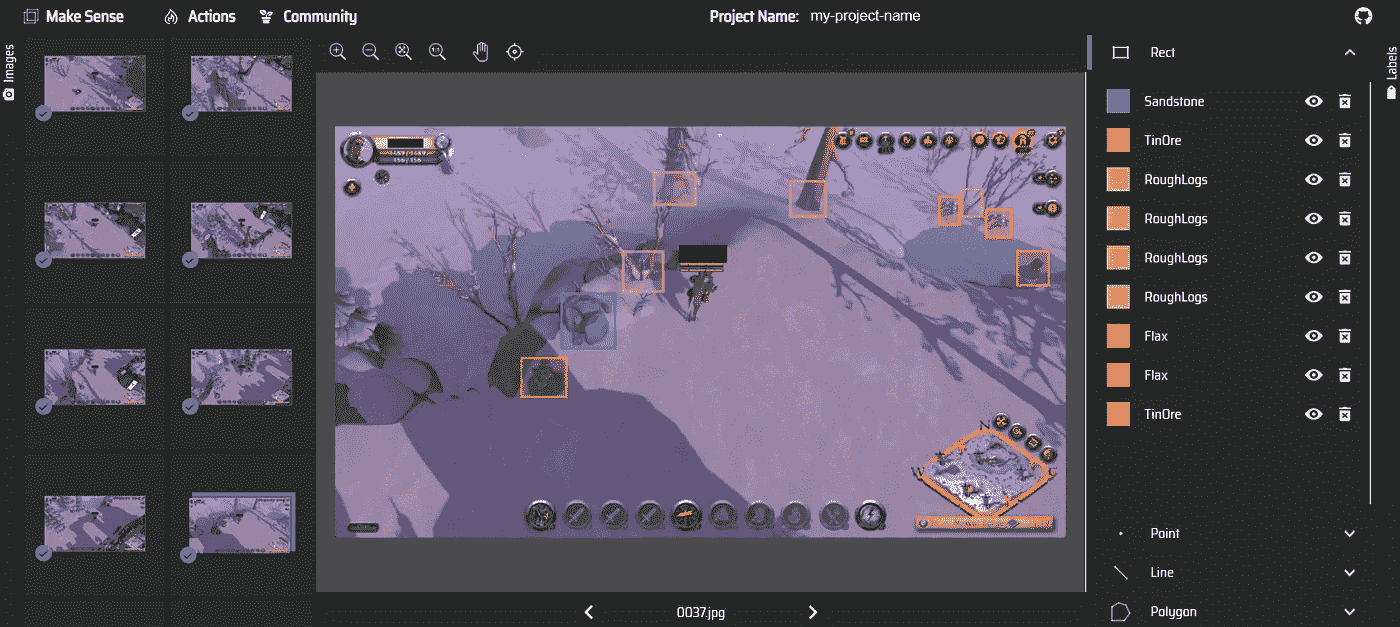 Make Sense
Actions
Community
Project Name: my-project-name
Images
Labels
Rect
Sandstone
TinOre
RoughLogs
RoughLogs
RoughLogs
RoughLogs
Flax
Flax
TinOre
N
W
Point
Line
Polygon
0037.jpg